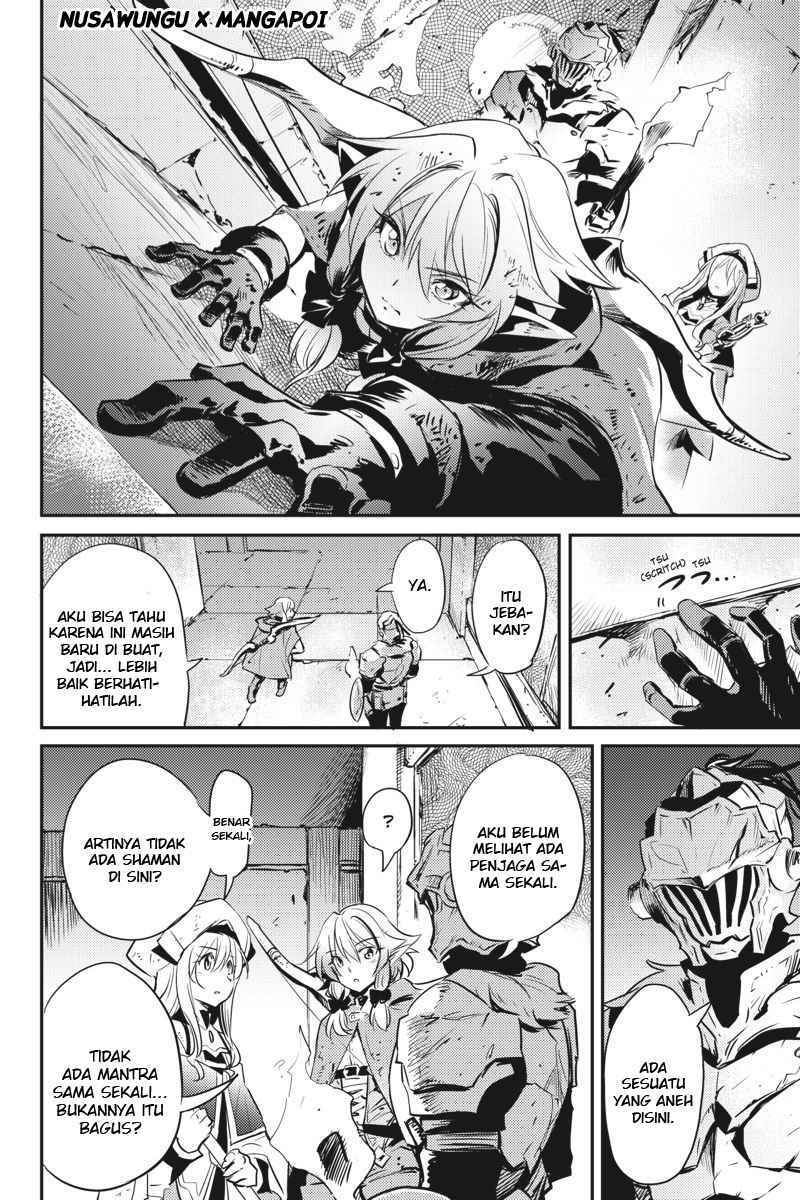 NUSAWUNGU X MANGAPOI
TSU
(SCRITCH)
TSU
フっ...
ITU
JEBA-
KAN?
YA.
AKU BISA TAHU
KARENA INI MASIH
BARU DI BUAT,
JADI... LEBIH
BAIK BERHATI-
HATILAH.
ADA
SESUATU
YANG ANEH
DISINI.
AKU BELUM
MELIHAT ADA
PENJAGA SA-
MA SEKALI.
?
BENAR
SEKALI,
ARTINYA TIDAK
ADA SHAMAN
DI SINI?
TIDAK
ADA MANTRA
SAMA SEKALI...
BUKANNYA ITU
BAGUS?